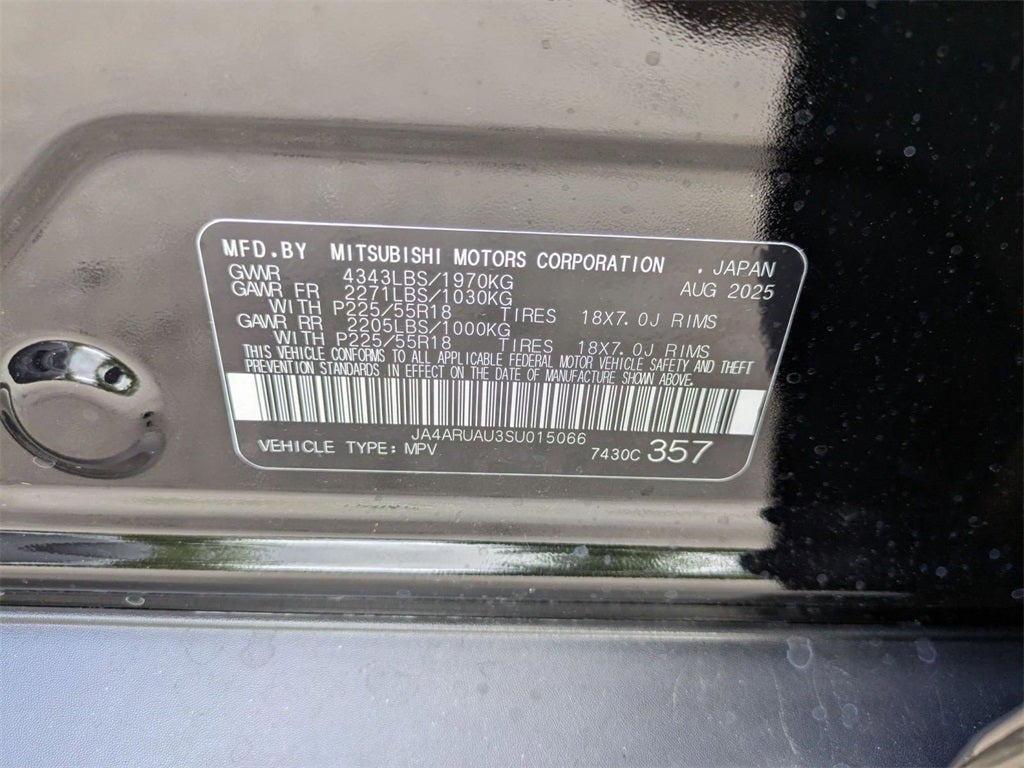 MFD.BY MITSUBISHI MOTORS CORPORATION , JAPAN
GVWR 4343LBS/1970KG AUG 2025
GAWR FR 2271LBS/1030KG
WITH P225/55R18 TIRES 18X7.0J RIMS
GAWR RR 2205LBS/1000KG
WITH P225/55R18 TIRES 18X7.0J RIMS
THIS VEHICLE CONFORMS TO ALL APPLICABLE FEDERAL MOTOR VEHICLE SAFETY AND THEFT
PREVENTION STANDARDS IN EFFECT ON THE DATE OF MANUFACTURE SHOWN ABOVE.
JA4ARUAU3SU015066
VEHICLE TYPE: MPV 7430C 357